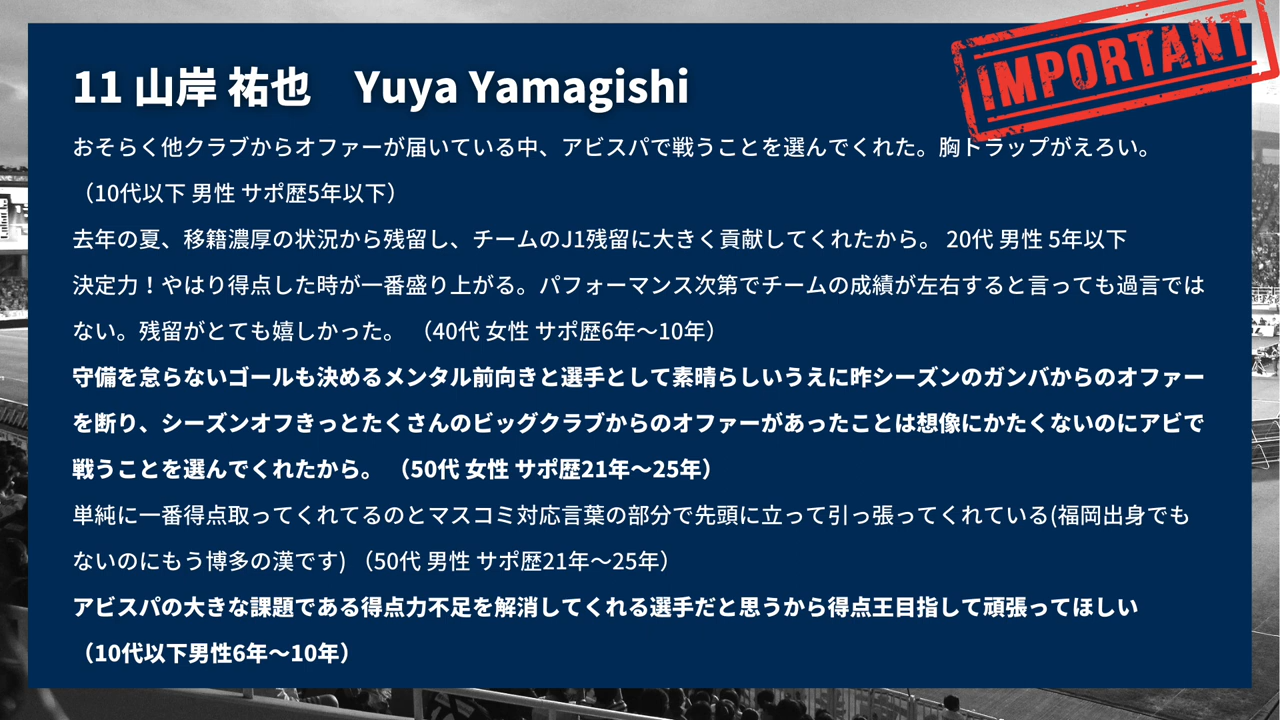 IMPORTANT
11 山岸 祐也　Yuya Yamagishi
おそらく他クラブからオファーが届いている中、アビスパで戦うことを選んでくれた。胸トラップがえろい。
（10代以下 男性 サポ歴5年以下）
去年の夏、移籍濃厚の状況から残留し、チームのJ1残留に大きく貢献してくれたから。 20代 男性 5年以下
決定力！やはり得点した時が一番盛り上がる。パフォーマンス次第でチームの成績が左右すると言っても過言では
ない。残留がとても嬉しかった。 （40代 女性 サポ歴6年〜10年）
守備を怠らないゴールも決めるメンタル前向きと選手として素晴らしいうえに昨シーズンのガンバからのオファー
を断り、シーズンオフきっとたくさんのビッグクラブからのオファーがあったことは想像にかたくないのにアビで
戦うことを選んでくれたから。 （50代 女性 サポ歴21年〜25年）
単純に一番得点取ってくれてるのとマスコミ対応言葉の部分で先頭に立って引っ張ってくれている(福岡出身でも
ないのにもう博多の漢です) （50代 男性 サポ歴21年〜25年）
アビスパの大きな課題である得点力不足を解消してくれる選手だと思うから得点王目指して頑張ってほしい
（10代以下男性6年〜10年）